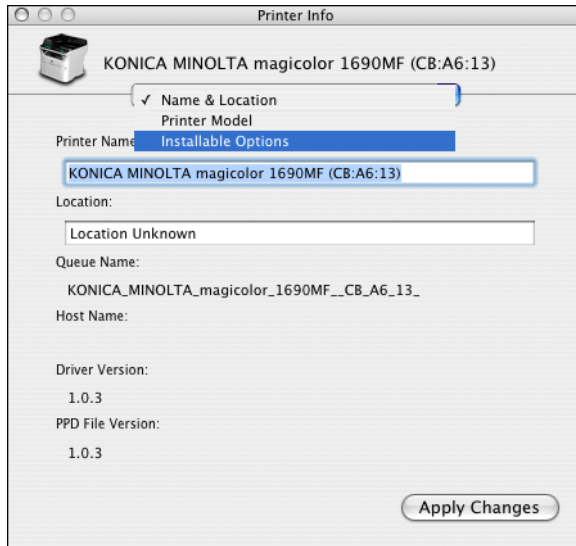 Printer Info
KONICA MINOLTA magicolor 1690MF (CB:A6:13)
✓ Name & Location
Printer Model
Installable Options
Printer Name
KONICA MINOLTA magicolor 1690MF (CB:A6:13)
Location:
Location Unknown
Queue Name:
KONICA_MINOLTA_magicolor_1690MF__CB_A6_13_
Host Name:
Driver Version:
1.0.3
PPD File Version:
1.0.3
Apply Changes